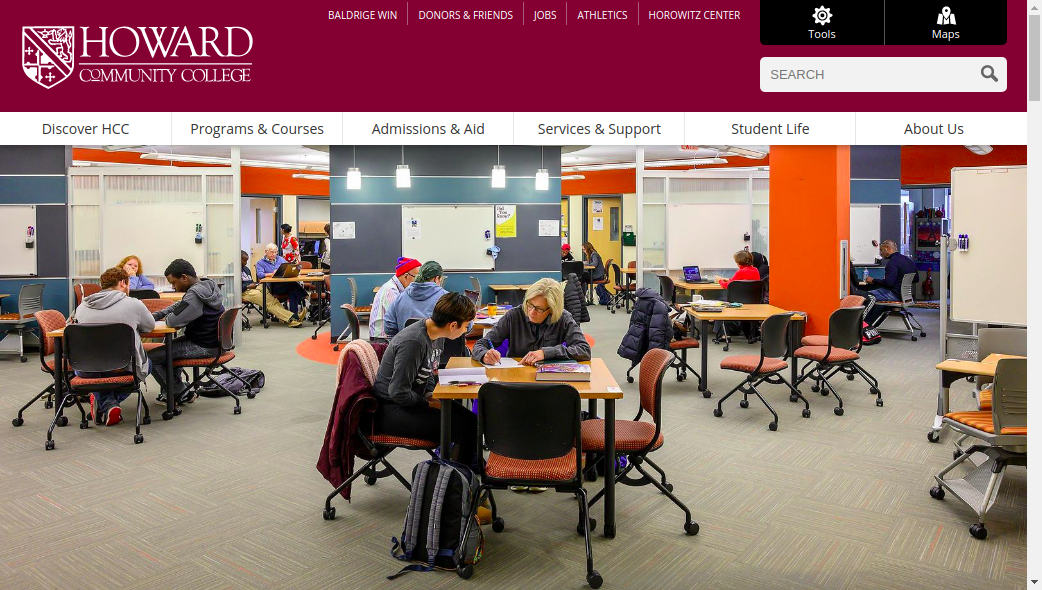 BALDRIGE WIN
DONORS & FRIENDS
JOBS
ATHLETICS
HOROWITZ CENTER
Tools
Maps
HOWARD
COMMUNITY COLLEGE
SEARCH
Discover HCC
Programs & Courses
Admissions & Aid
Services & Support
Student Life
About Us